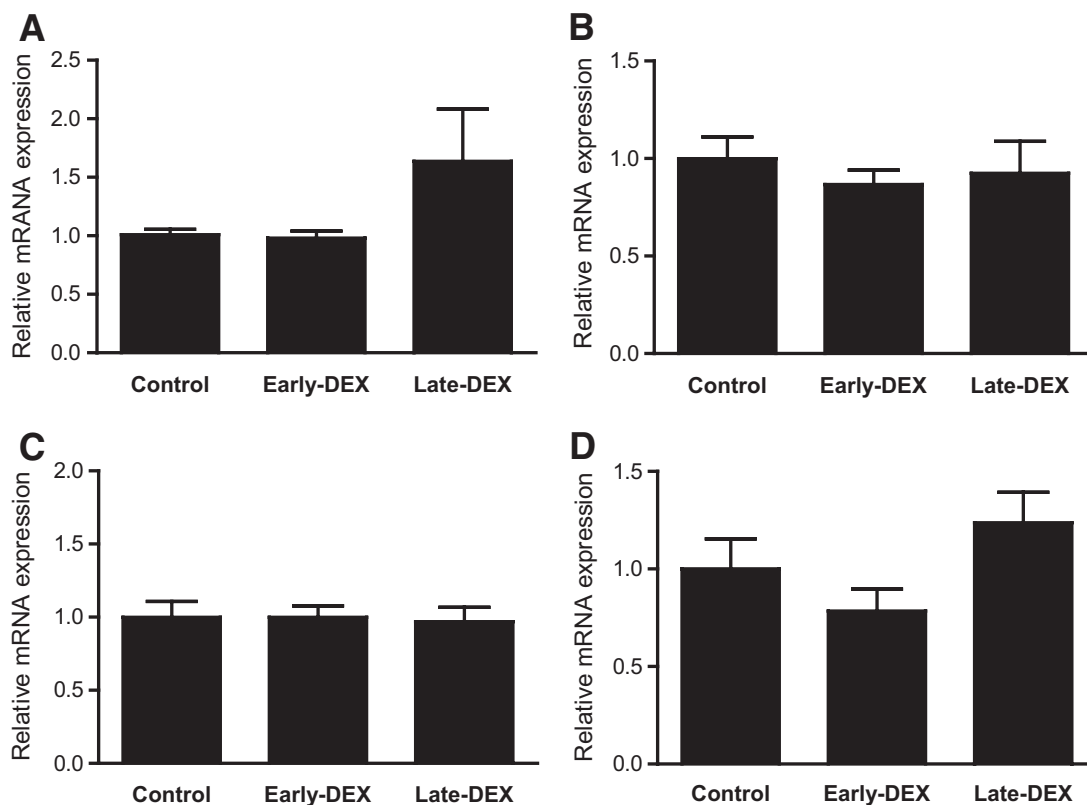 A
Relative mRANA expression
2.5
2.0
1.5
1.0
0.5
0.0
Control Early-DEX Late-DEX
B
Relative mRNA expression
1.5
1.0
0.5
0.0
Control Early-DEX Late-DEX
C
Relative mRNA expression
2.0
1.5
1.0
0.5
0.0
Control Early-DEX Late-DEX
D
Relative mRNA expression
1.5
1.0
0.5
0.0
Control Early-DEX Late-DEX